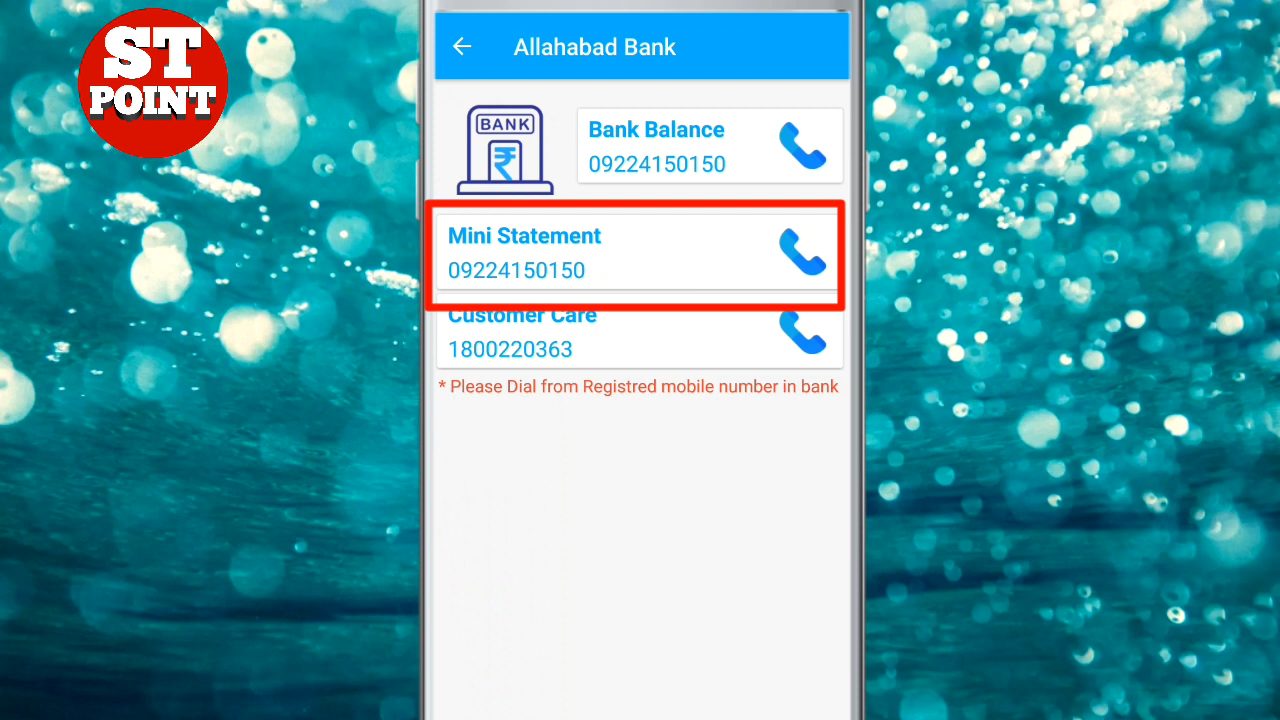 ST
POINT
Allahabad Bank
BANK
Bank Balance
09224150150
Mini Statement
09224150150
Customer Care
1800220363
* Please Dial from Registred mobile number in bank